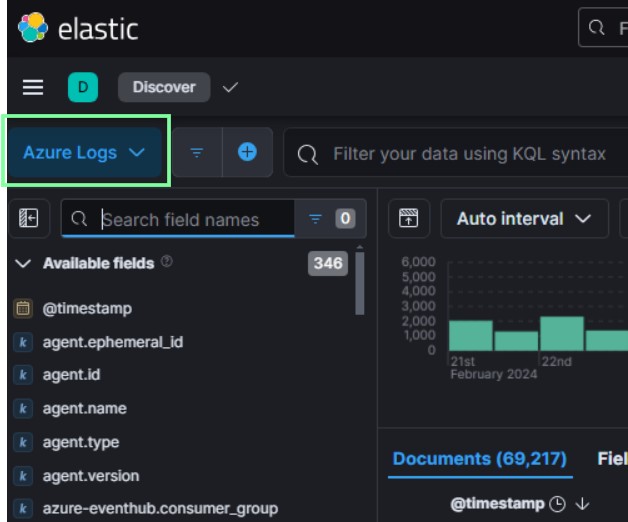 elastic
F
D Discover
Azure Logs
Filter your data using KQL syntax
Search field names 0
Auto interval
Available fields 346
@timestamp
agent.ephemeral_id
agent.id
agent.name
agent.type
agent.version
azure-eventhub.consumer_group
6,000
5,000
4,000
3,000
2,000
1,000
0
21st 22nd
February 2024
Documents (69,217) Fiel
@timestamp